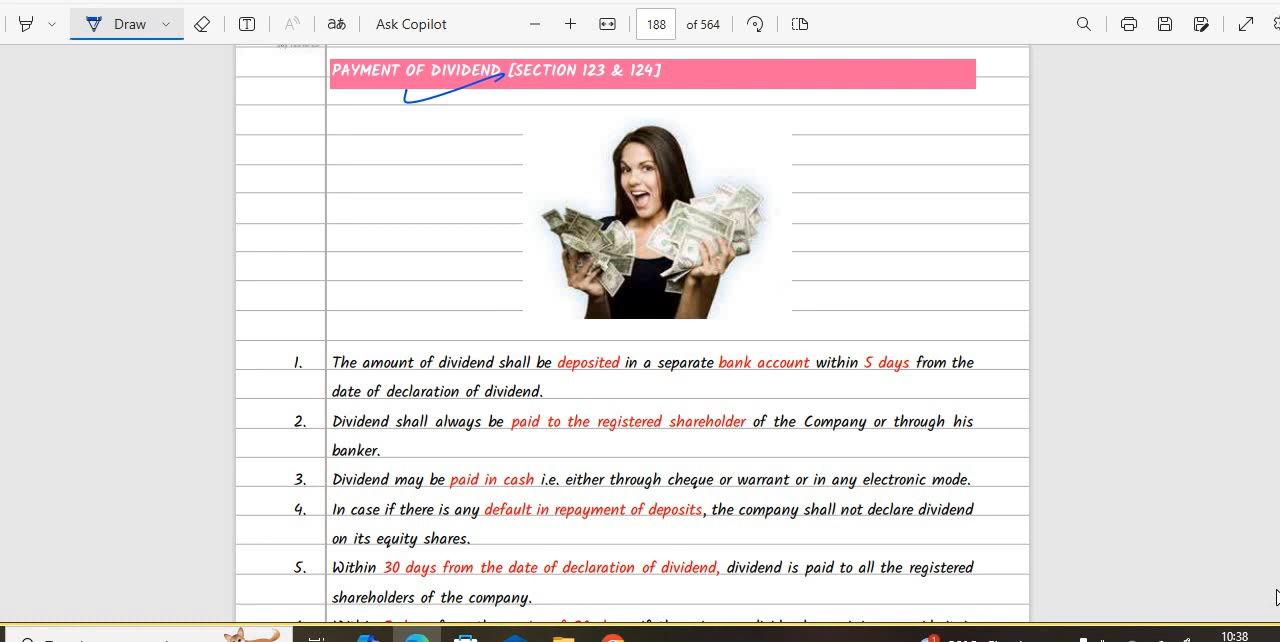 Draw
aあ
Ask Copilot
188 of 564
PAYMENT OF DIVIDEND [SECTION 123 & 124]
1. The amount of dividend shall be deposited in a separate bank account within 5 days from the
date of declaration of dividend.
2. Dividend shall always be paid to the registered shareholder of the Company or through his
banker.
3. Dividend may be paid in cash i.e. either through cheque or warrant or in any electronic mode.
4. In case if there is any default in repayment of deposits, the company shall not declare dividend
on its equity shares.
5. Within 30 days from the date of declaration of dividend, dividend is paid to all the registered
shareholders of the company.
10:38